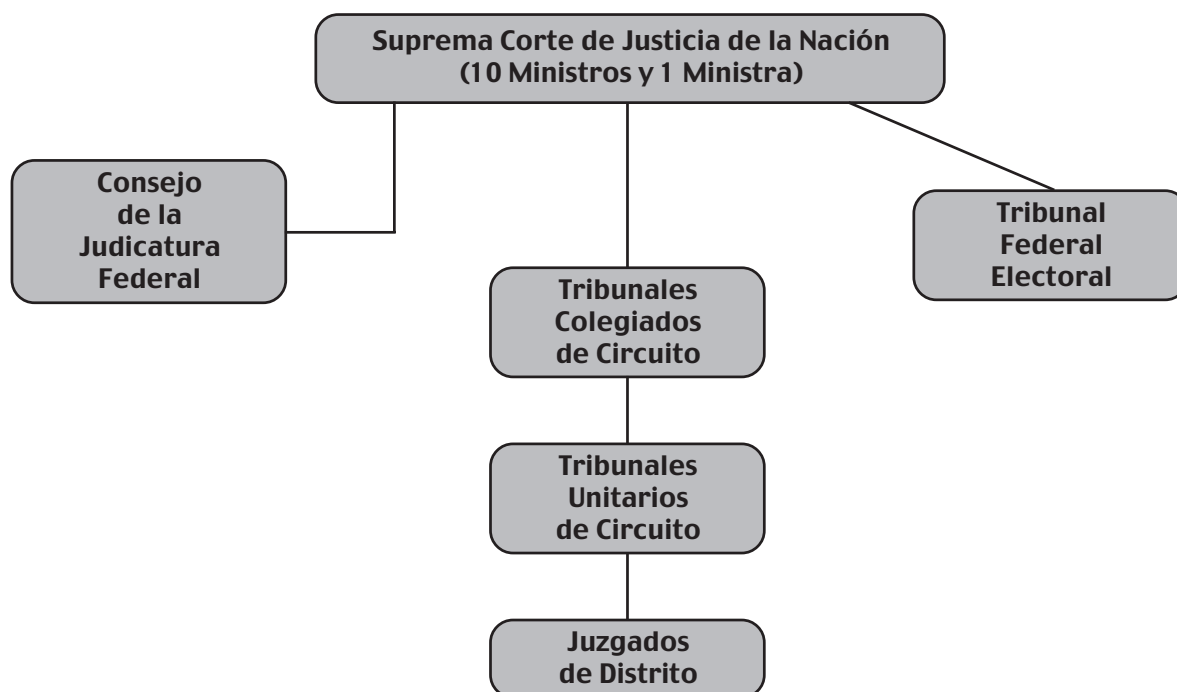 Suprema Corte de Justicia de la Nación
(10 Ministros y 1 Ministra)
Consejo
de la
Judicatura
Federal
Tribunal
Federal
Electoral
Tribunales
Colegiados
de Circuito
Tribunales
Unitarios
de Circuito
Juzgados
de Distrito